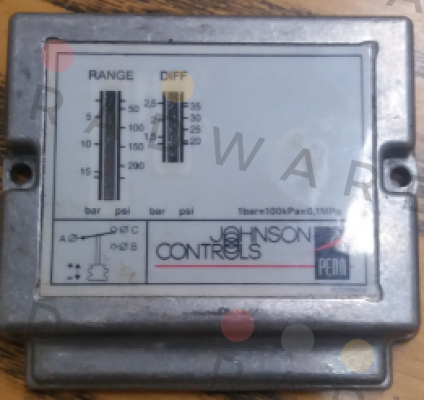 RANGE DIFF
50
5
100
10
150
15
200
2,5
35
2
30
25
1,5
20
bar psi bar psi 1bar=100kPa=0,1MPa
A C
B
+
-
JOHNSON
CONTROLS
PENN